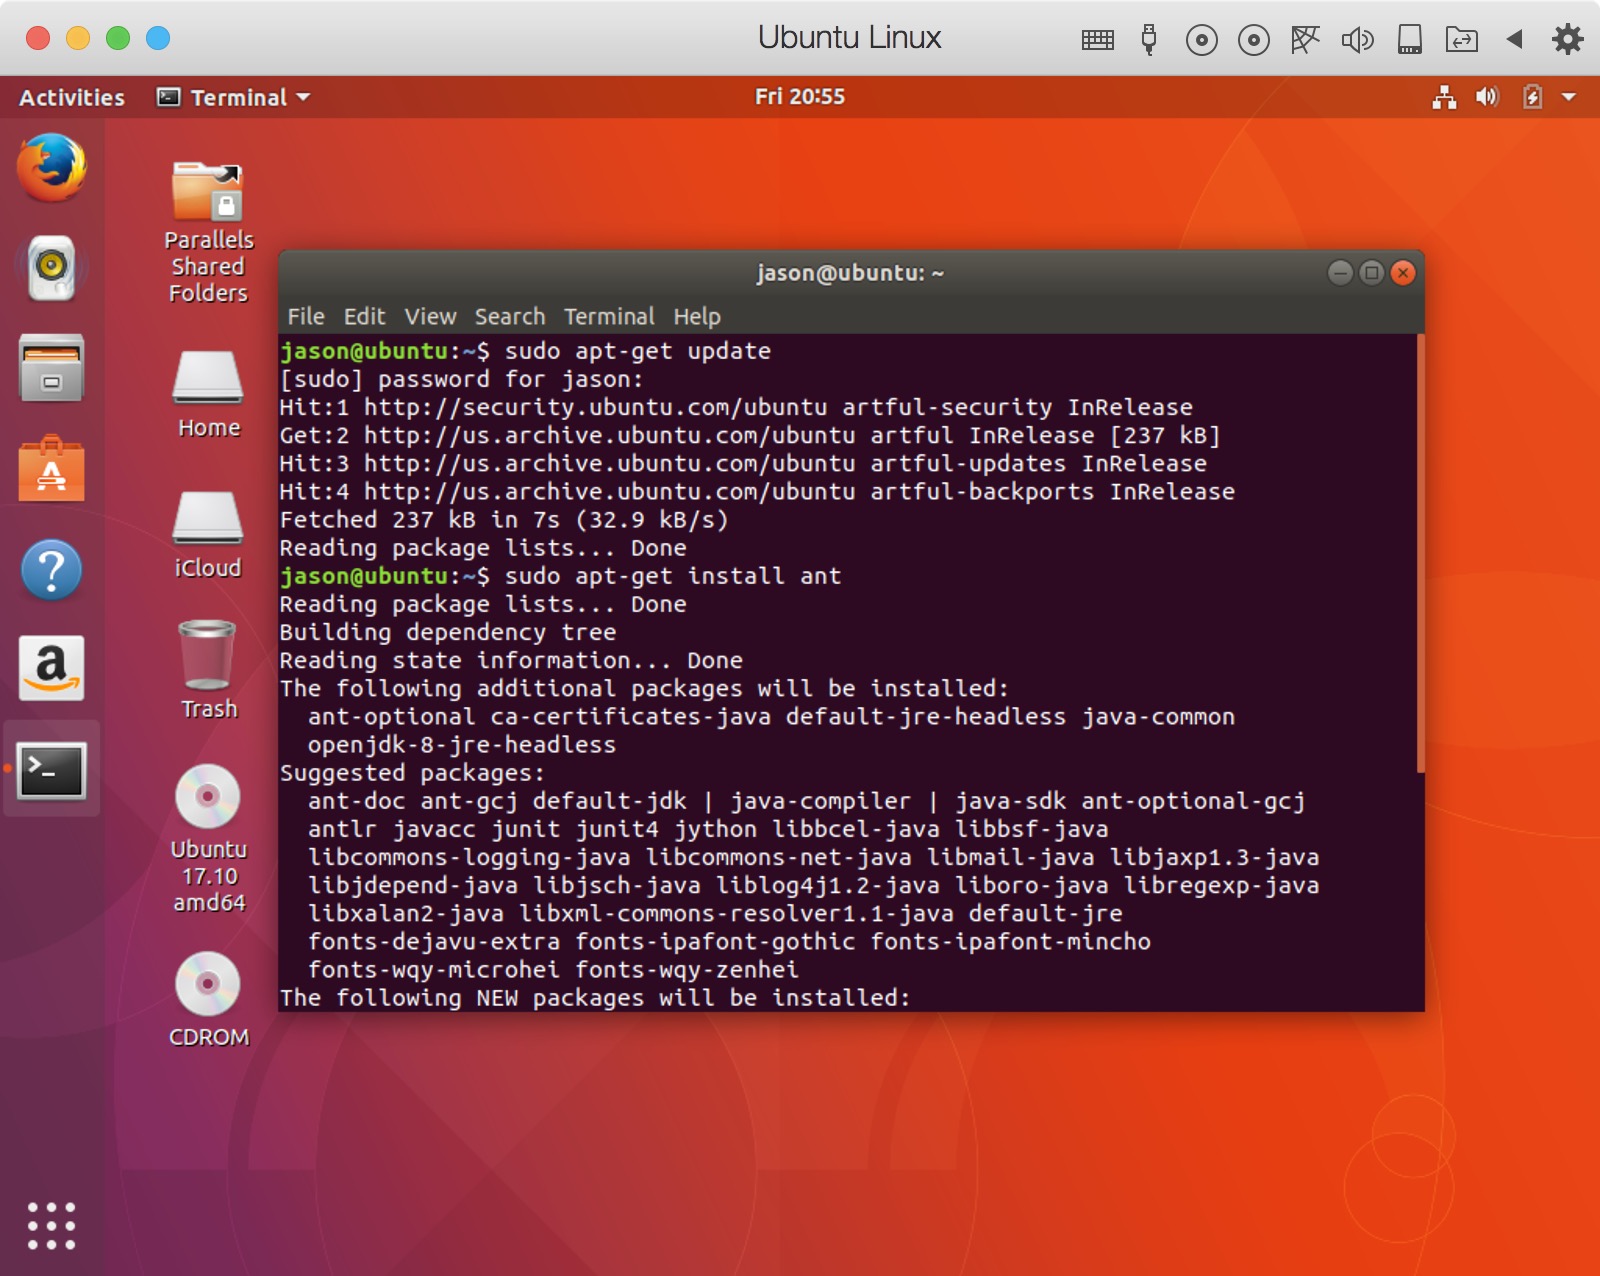 Ubuntu Linux
Activities
Terminal
Fri 20:55
Parallels
Shared
Folders
Home
iCloud
Trash
Ubuntu
17.10
amd64
CDROM
jason@ubuntu: ~
File Edit View Search Terminal Help
jason@ubuntu:~$ sudo apt-get update
[sudo] password for jason:
Hit:1 http://security.ubuntu.com/ubuntu artful-security InRelease
Get:2 http://us.archive.ubuntu.com/ubuntu artful InRelease [237 kB]
Hit:3 http://us.archive.ubuntu.com/ubuntu artful-updates InRelease
Hit:4 http://us.archive.ubuntu.com/ubuntu artful-backports InRelease
Fetched 237 kB in 7s (32.9 kB/s)
Reading package lists... Done
jason@ubuntu:~$ sudo apt-get install ant
Reading package lists... Done
Building dependency tree
Reading state information... Done
The following additional packages will be installed:
  ant-optional ca-certificates-java default-jre-headless java-common
  openjdk-8-jre-headless
Suggested packages:
  ant-doc ant-gcj default-jdk | java-compiler | java-sdk ant-optional-gcj
  antlr javacc junit junit4 jython libbcel-java libbsf-java
  libcommons-logging-java libcommons-net-java libmail-java libjaxp1.3-java
  libjdepend-java libjsch-java liblog4j1.2-java liboro-java libregexp-java
  libxalan2-java libxml-commons-resolver1.1-java default-jre
  fonts-dejavu-extra fonts-ipafont-gothic fonts-ipafont-mincho
  fonts-wqy-microhei fonts-wqy-zenhei
The following NEW packages will be installed: